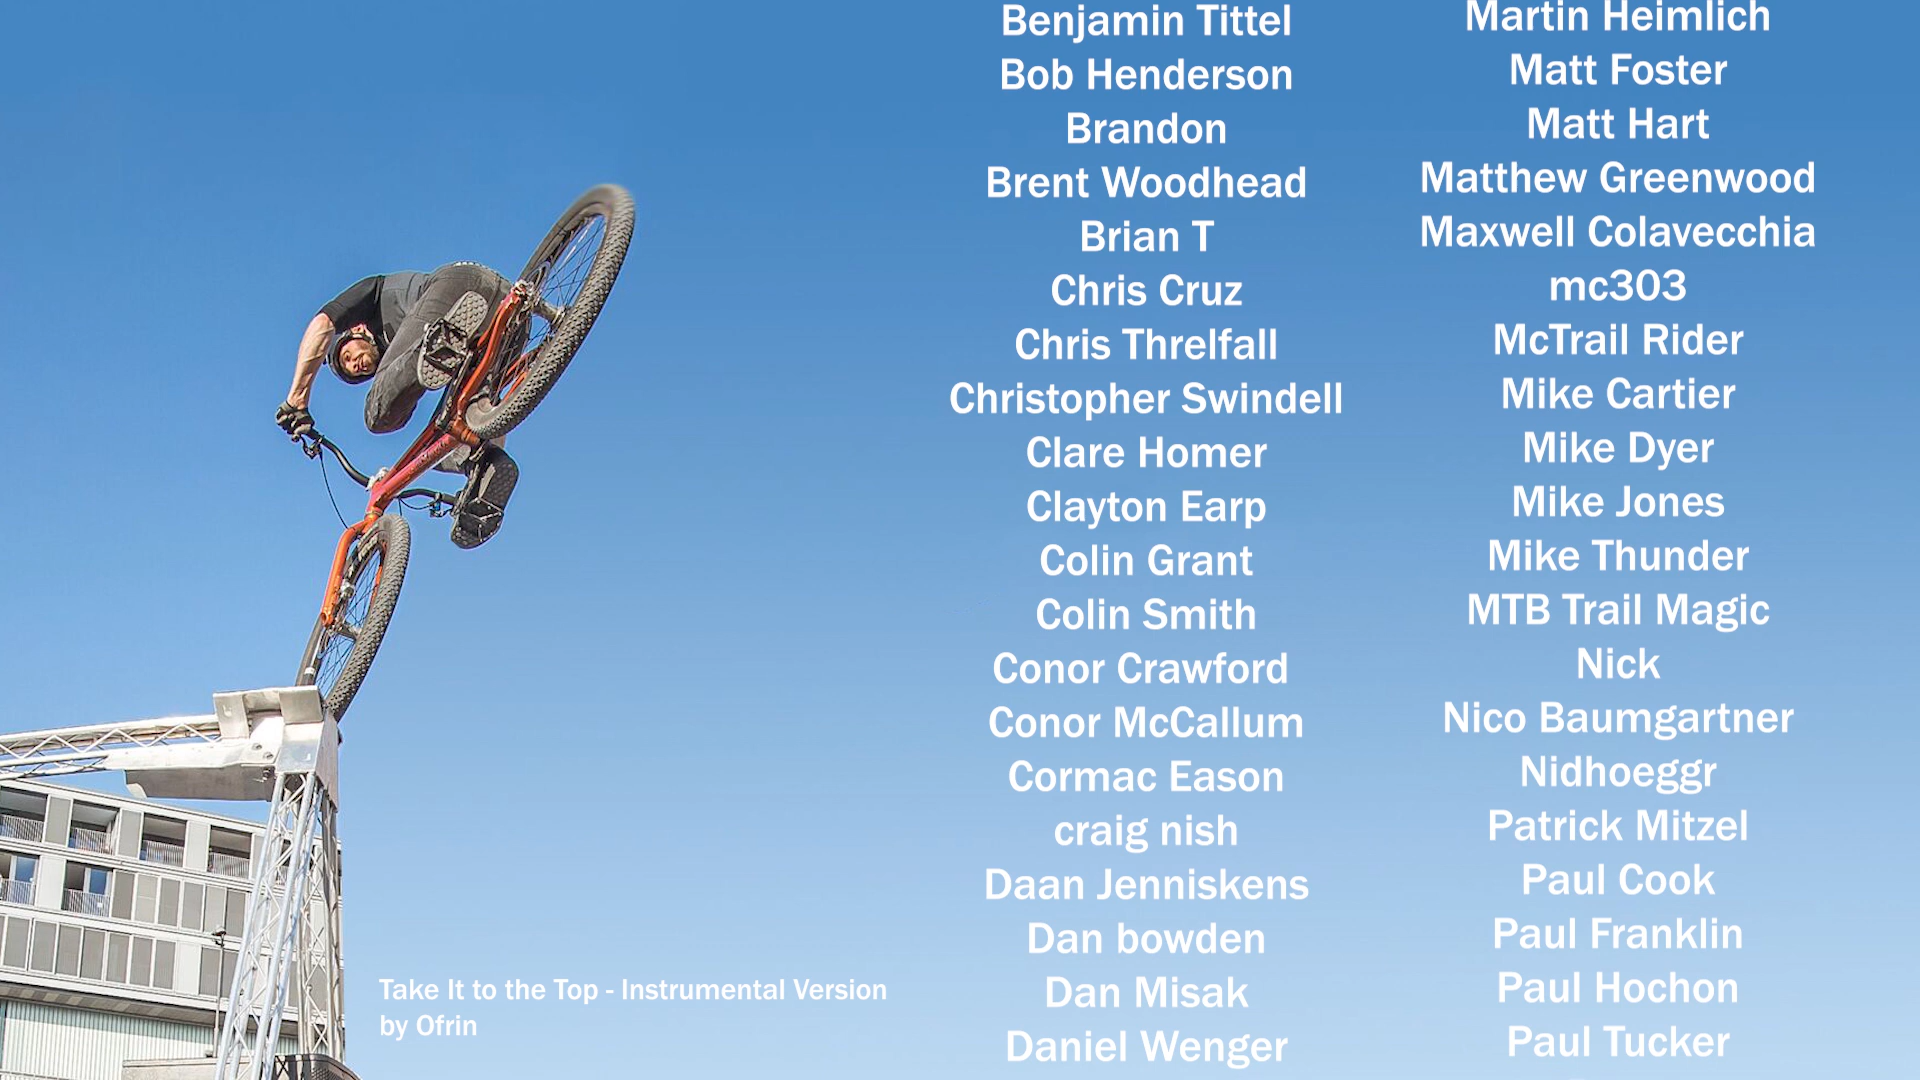 Benjamin Tittel
Bob Henderson
Brandon
Brent Woodhead
Brian T
Chris Cruz
Chris Threlfall
Christopher Swindell
Clare Homer
Clayton Earp
Colin Grant
Colin Smith
Conor Crawford
Conor McCallum
Cormac Eason
craig nish
Daan Jenniskens
Dan bowden
Dan Misak
Daniel Wenger
Martin Heimlich
Matt Foster
Matt Hart
Matthew Greenwood
Maxwell Colavecchia
mc303
McTrail Rider
Mike Cartier
Mike Dyer
Mike Jones
Mike Thunder
MTB Trail Magic
Nick
Nico Baumgartner
Nidhoeggr
Patrick Mitzel
Paul Cook
Paul Franklin
Paul Hochon
Paul Tucker
Take It to the Top - Instrumental Version
by Ofrin